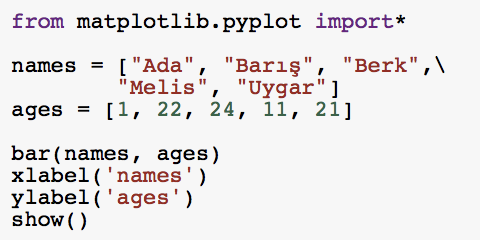 from matplotlib.pyplot import*
names = ["Ada", "Barış", "Berk",\
"Melis", "Uygar"]
ages = [1, 22, 24, 11, 21]
bar(names, ages)
xlabel('names')
ylabel('ages')
show()